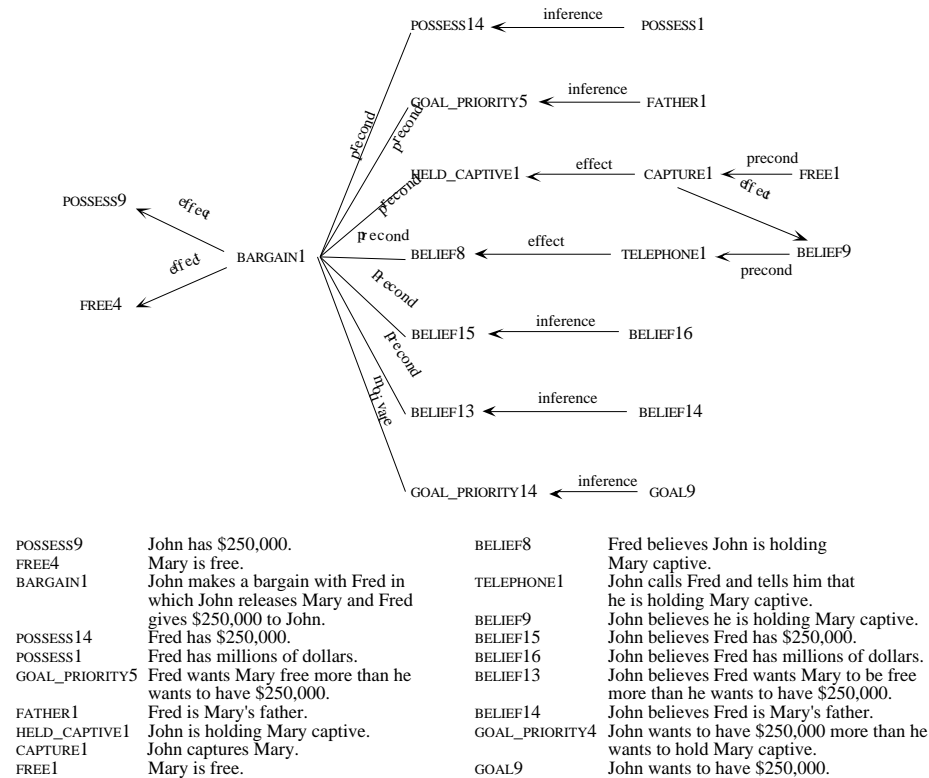 inference
POSSESS14 POSSESS1
precond
inference
GOAL_PRIORITY5 FATHER1
precond
effect precond
HELD_CAPTIVE1 CAPTURE1 FREE1
precond effect
POSSESS9 effect
precond effect
BARGAIN1 BELIEF8 TELEPHONE1 BELIEF9
effect precond
precond
FREE4
inference
BELIEF15 BELIEF16
precond
inference
motivate BELIEF13 BELIEF14
inference
GOAL_PRIORITY14 GOAL9
POSSESS9 John has $250,000.
FREE4 Mary is free.
BARGAIN1 John makes a bargain with Fred in
which John releases Mary and Fred
gives $250,000 to John.
POSSESS14 Fred has $250,000.
POSSESS1 Fred has millions of dollars.
GOAL_PRIORITY5 Fred wants Mary free more than he
wants to have $250,000.
FATHER1 Fred is Mary's father.
HELD_CAPTIVE1 John is holding Mary captive.
CAPTURE1 John captures Mary.
FREE1 Mary is free.
BELIEF8 Fred believes John is holding
Mary captive.
TELEPHONE1 John calls Fred and tells him that
he is holding Mary captive.
BELIEF9 John believes he is holding Mary captive.
BELIEF15 John believes Fred has $250,000.
BELIEF16 John believes Fred has millions of dollars.
BELIEF13 John believes Fred wants Mary to be free
more than he wants to have $250,000.
BELIEF14 John believes Fred is Mary's father.
GOAL_PRIORITY4 John wants to have $250,000 more than he
wants to hold Mary captive.
GOAL9 John wants to have $250,000.